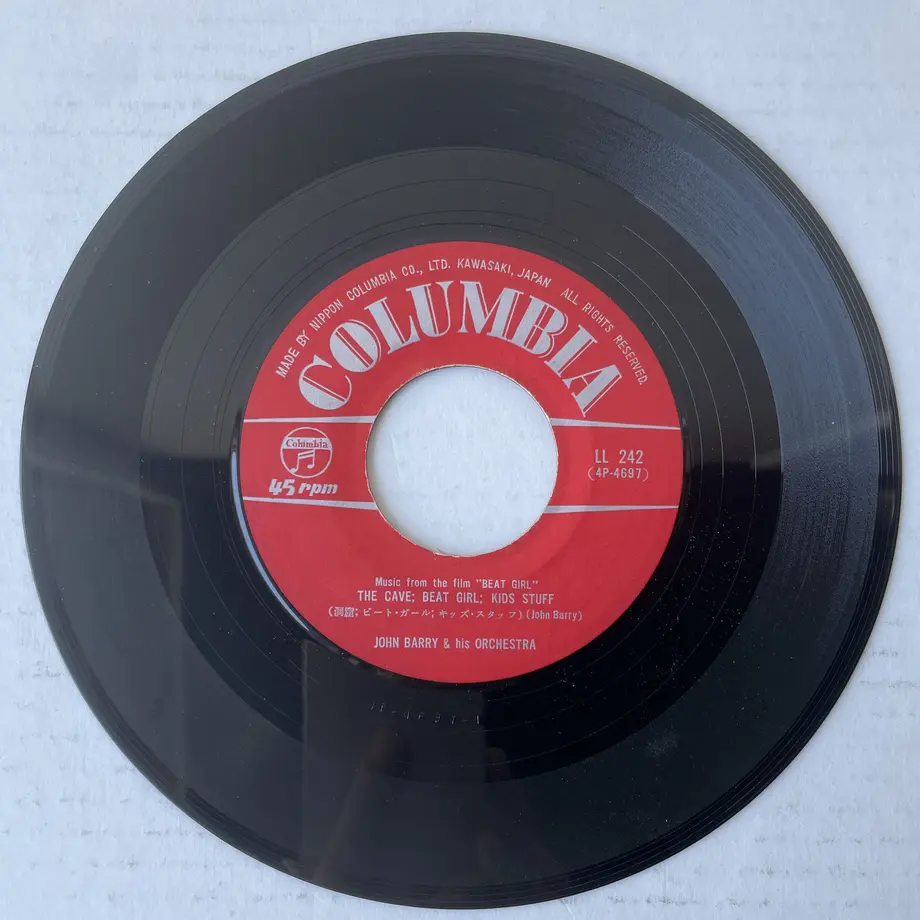 MADE BY NIPPON COLUMBIA CO., LTD. KAWASAKI, JAPAN ALL RIGHTS RESERVED.
COLUMBIA
Columbia
45 rpm
LL 242
(4P-4697)
Music from the film "BEAT GIRL"
THE CAVE; BEAT GIRL; KIDS STUFF
(洞窟; ビート・ガール; キッズ・スタッフ) (John Barry)
JOHN BARRY & his ORCHESTRA